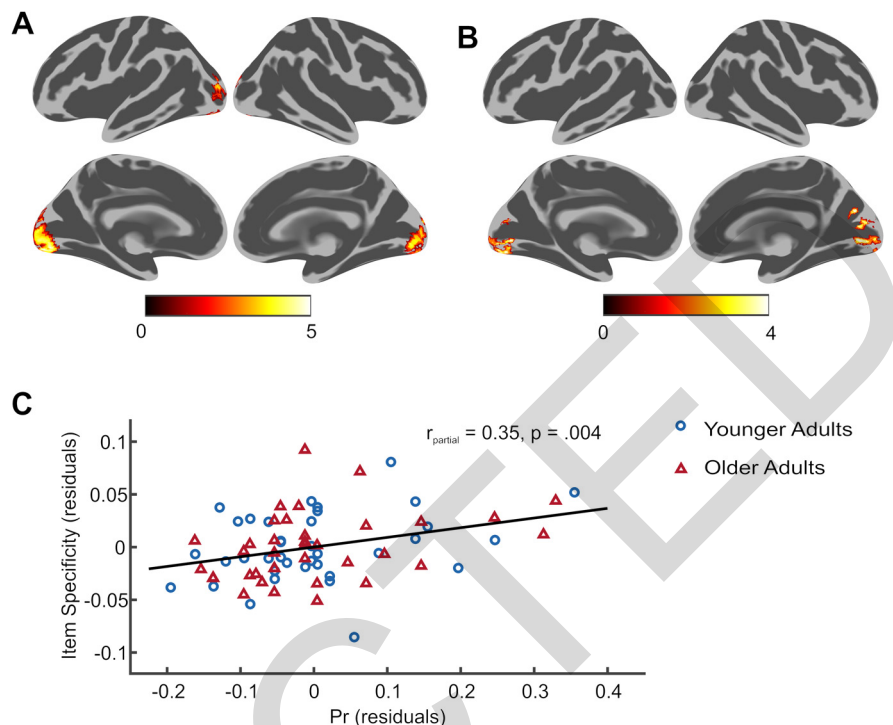 A
B
0
5
0
4
C
r partial = 0.35, p = .004
Younger Adults
Older Adults
Item Specificity (residuals)
0.1
0.05
0
-0.05
-0.1
-0.2
-0.1
0
0.1
0.2
0.3
0.4
Pr (residuals)
CTED